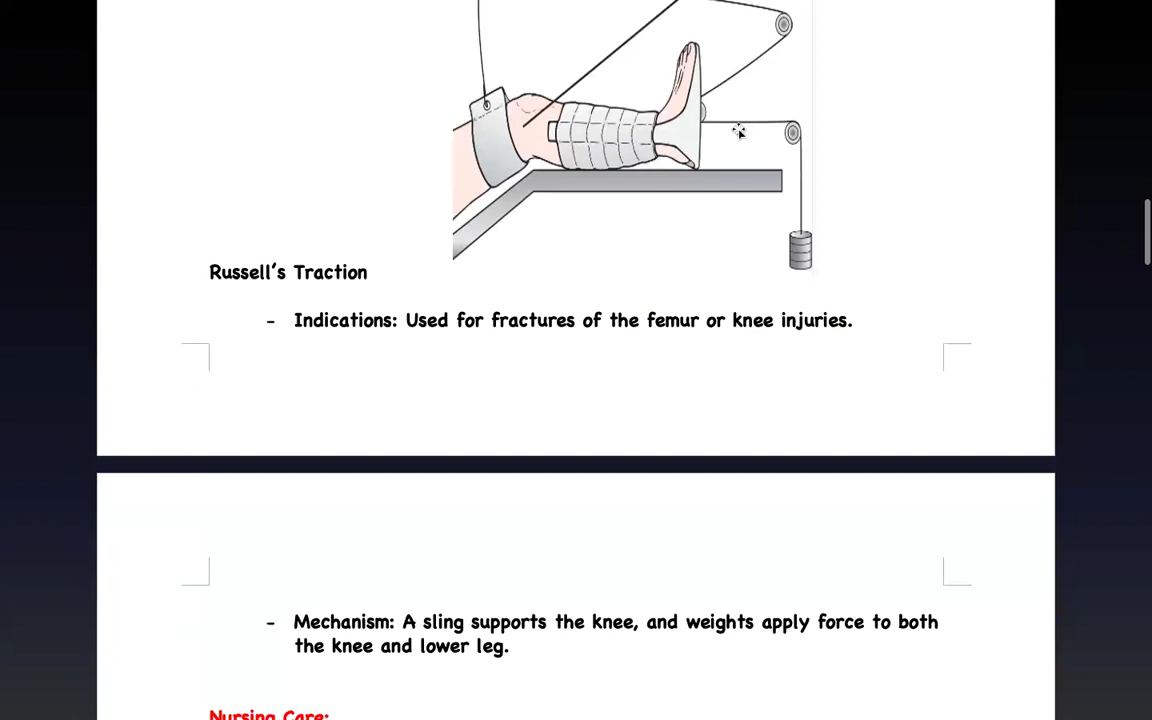 Russell's Traction
- Indications: Used for fractures of the femur or knee injuries.
- Mechanism: A sling supports the knee, and weights apply force to both
the knee and lower leg.
Nursing Care: